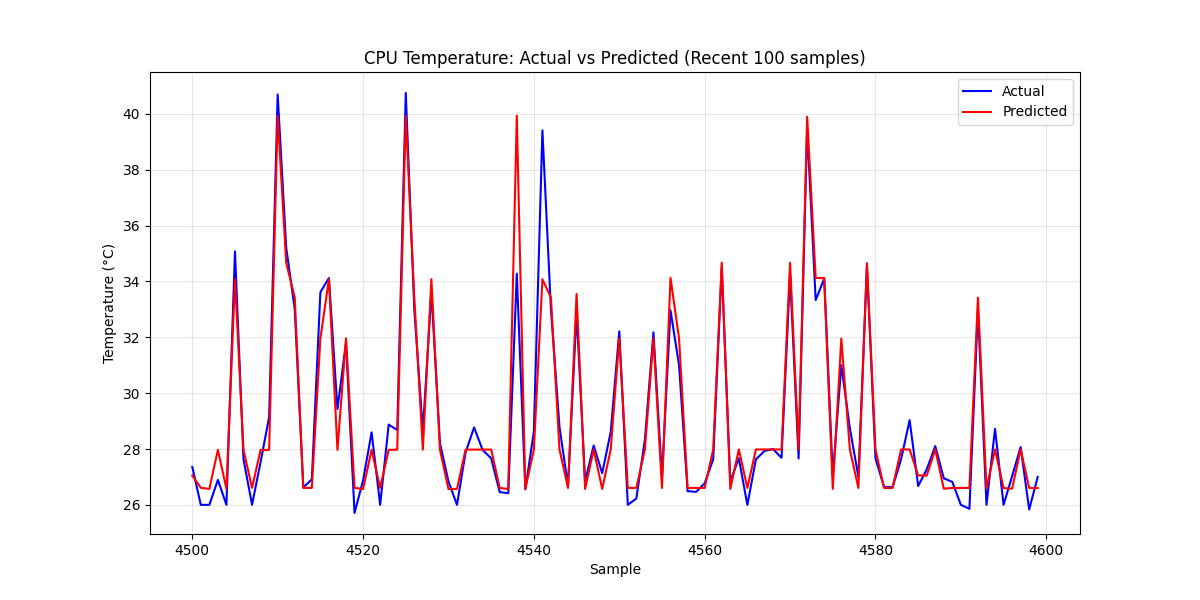 CPU Temperature: Actual vs Predicted (Recent 100 samples)
Actual
Predicted
Temperature (°C)
40
38
36
34
32
30
28
26
4500
4520
4540
4560
4580
4600
Sample